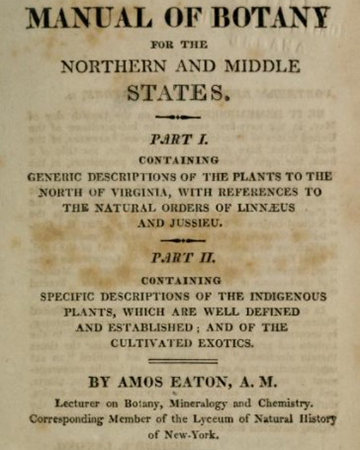 MANUAL OF BOTANY
FOR THE
NORTHERN AND MIDDLE
STATES.
PART I.
CONTAINING
GENERIC DESCRIPTIONS OF THE PLANTS TO THE
NORTH OF VIRGINIA, WITH REFERENCES TO
THE NATURAL ORDERS OF LINNÆUS
AND JUSSIEU.
PART II.
CONTAINING
SPECIFIC DESCRIPTIONS OF THE INDIGENOUS
PLANTS, WHICH ARE WELL DEFINED
AND ESTABLISHED; AND OF THE
CULTIVATED EXOTICS.
BY AMOS EATON, A. M.
Lecturer on Botany, Mineralogy and Chemistry.
Corresponding Member of the Lyceum of Natural History
of New-York.